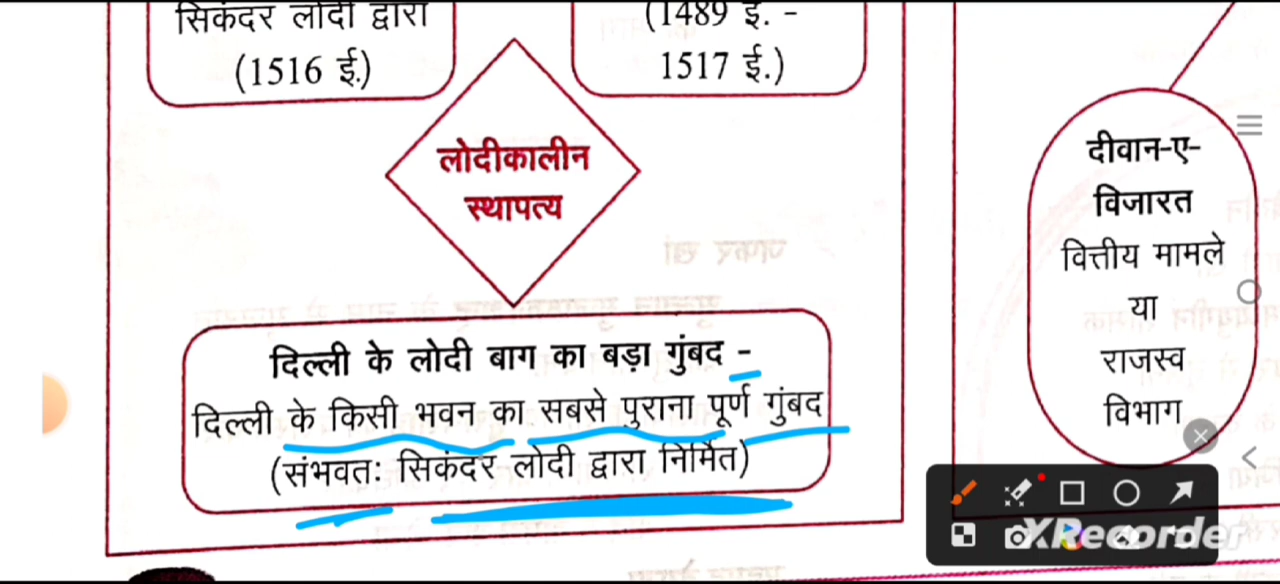 सिकंदर लोदी द्वारा
(1516 ई.)
(1489 ई. -
1517 ई.)
लोदीकालीन
स्थापत्य
दिल्ली के लोदी बाग का बड़ा गुंबद -
दिल्ली के किसी भवन का सबसे पुराना पूर्ण गुंबद
(संभवतः सिकंदर लोदी द्वारा निर्मित)
दीवान-ए-
विजारत
वित्तीय मामले
या
राजस्व
विभाग
XRecorder